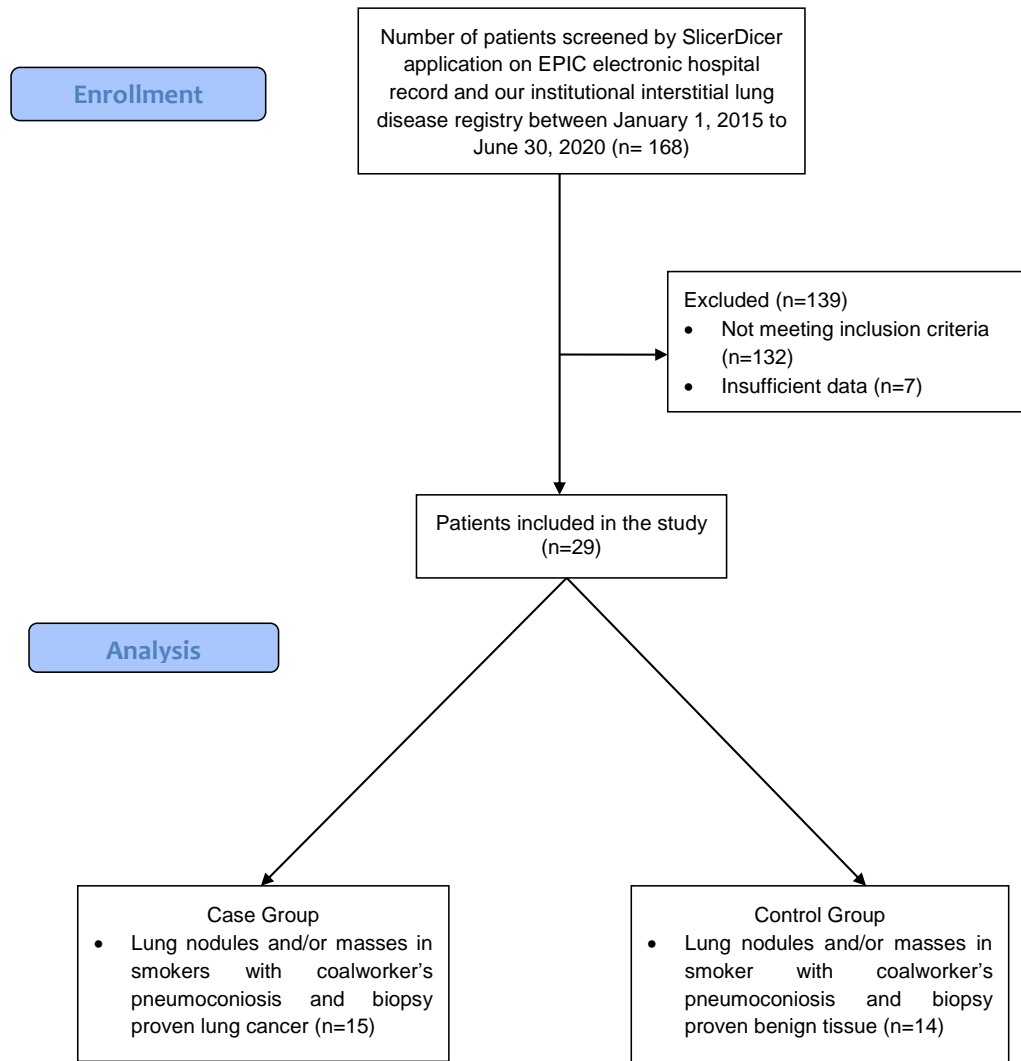 Number of patients screened by SlicerDicer
application on EPIC electronic hospital
record and our institutional interstitial lung
disease registry between January 1, 2015 to
June 30, 2020 (n= 168)
Enrollment
Excluded (n=139)
• Not meeting inclusion criteria
(n=132)
• Insufficient data (n=7)
Patients included in the study
(n=29)
Analysis
Case Group
• Lung nodules and/or masses in
smokers with coalworker's
pneumoconiosis and biopsy
proven lung cancer (n=15)
Control Group
• Lung nodules and/or masses in
smoker with coalworker's
pneumoconiosis and biopsy
proven benign tissue (n=14)